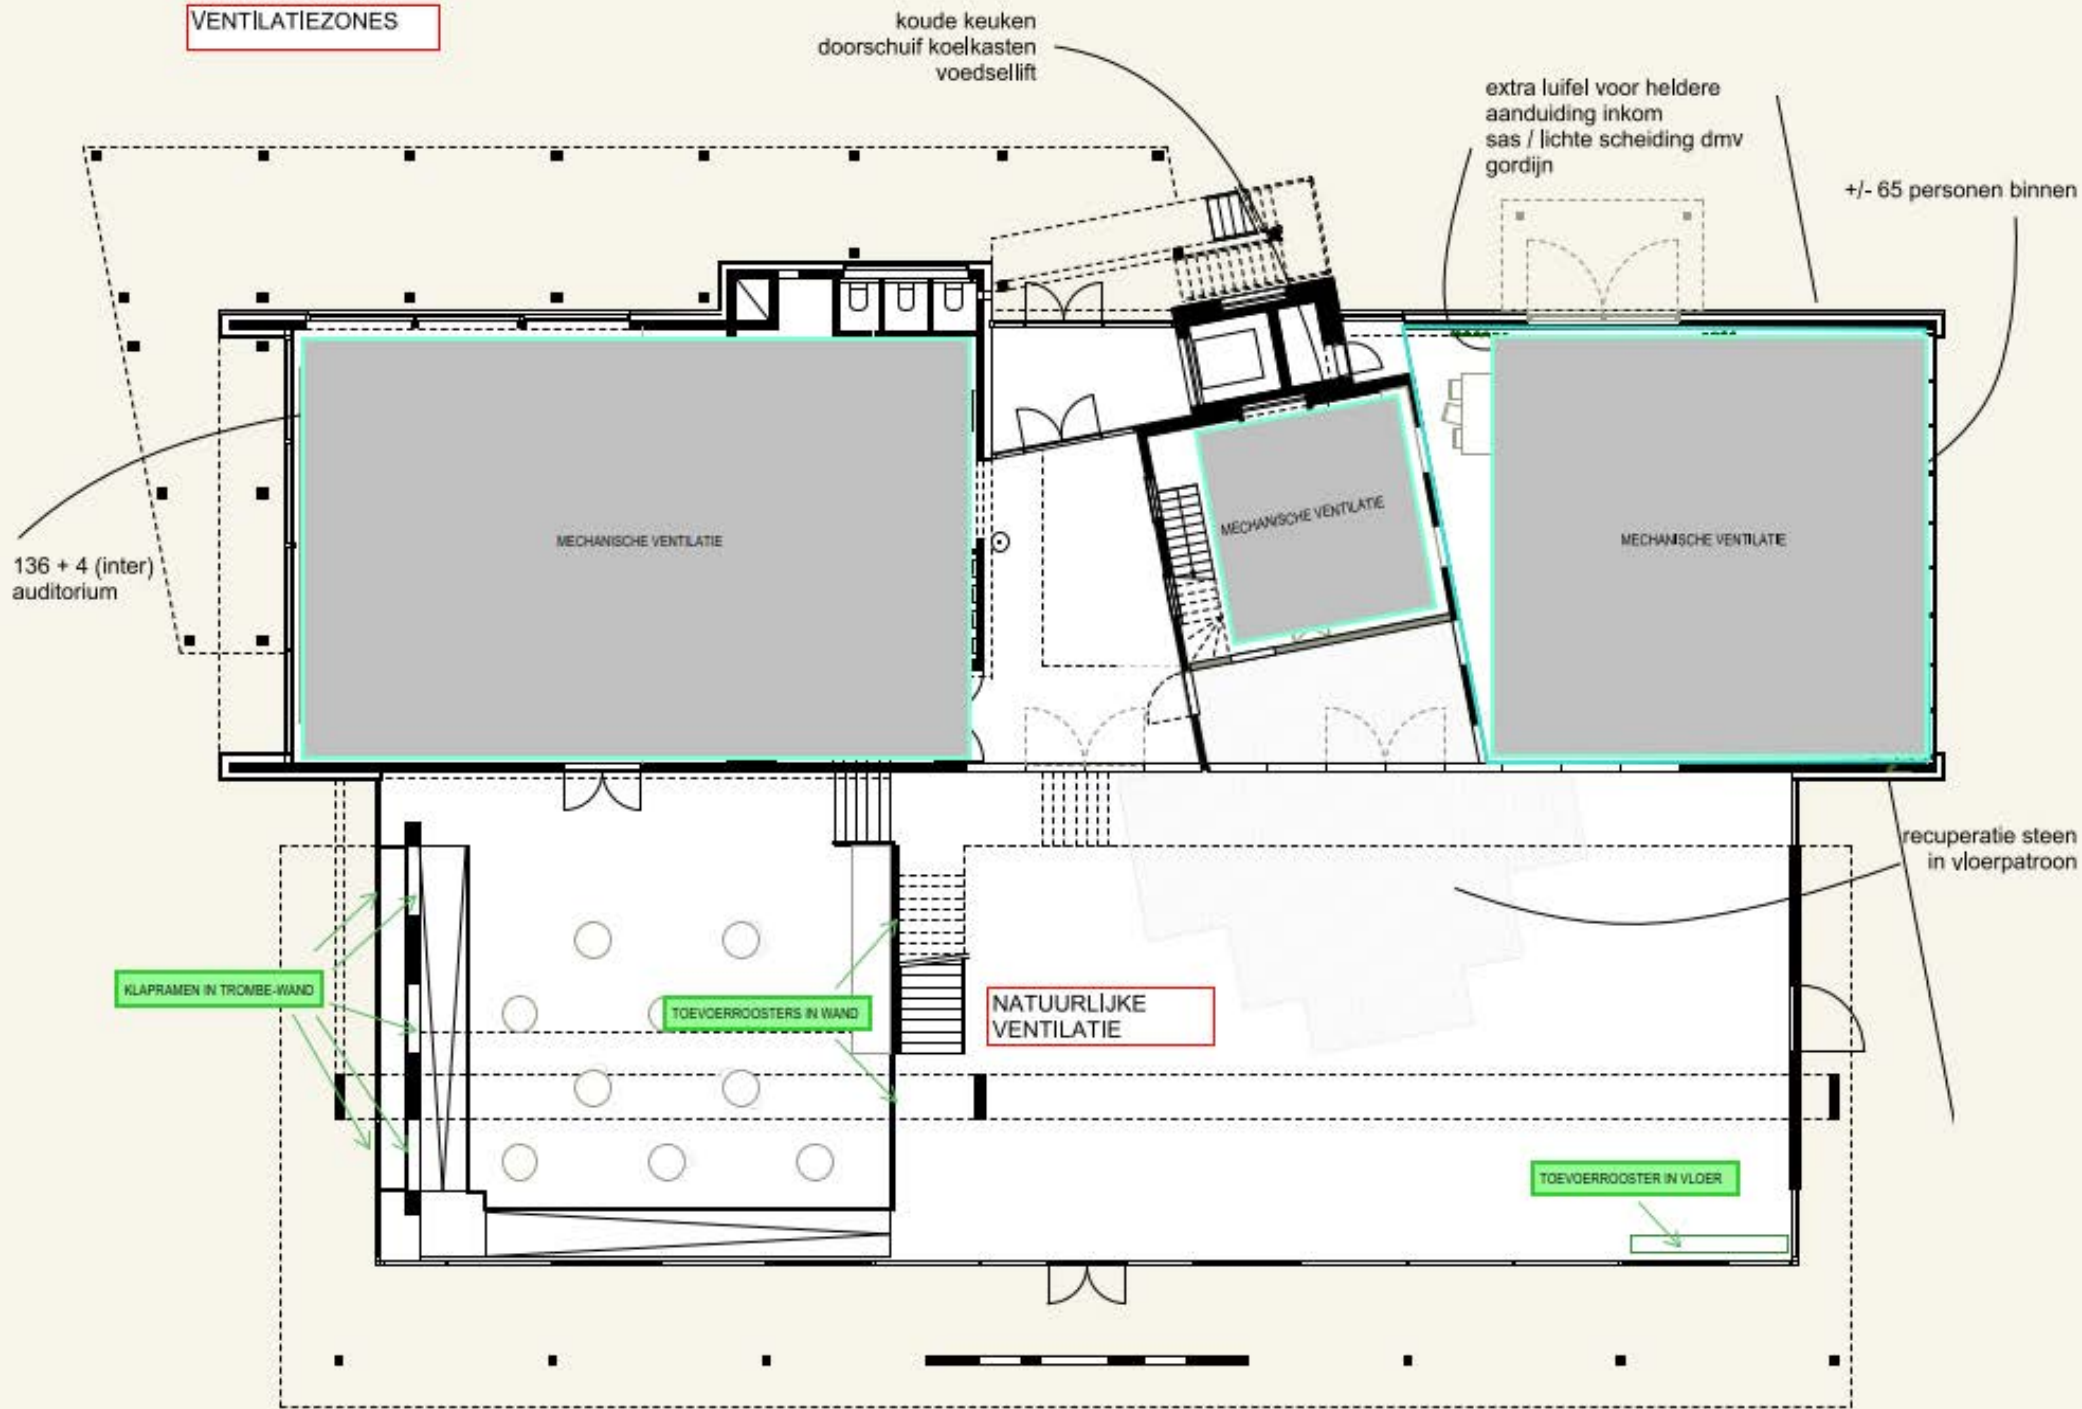 VENTILATIEZONES
koude keuken
doorschuif koelkasten
voedsellift
extra luifel voor heldere
aanduiding inkom
sas / lichte scheiding dmv
gordijn
+/- 65 personen binnen
MECHANISCHE VENTILATIE
MECHANISCHE VENTILATIE
MECHANISCHE VENTILATIE
136 + 4 (inter)
auditorium
recuperatie steen
in vloerpatroon
KLAPRAMEN IN TROMBE-WAND
TOEVOERROOSTERS IN WAND
NATUURLIJKE
VENTILATIE
TOEVOERROOSTER IN VLOER